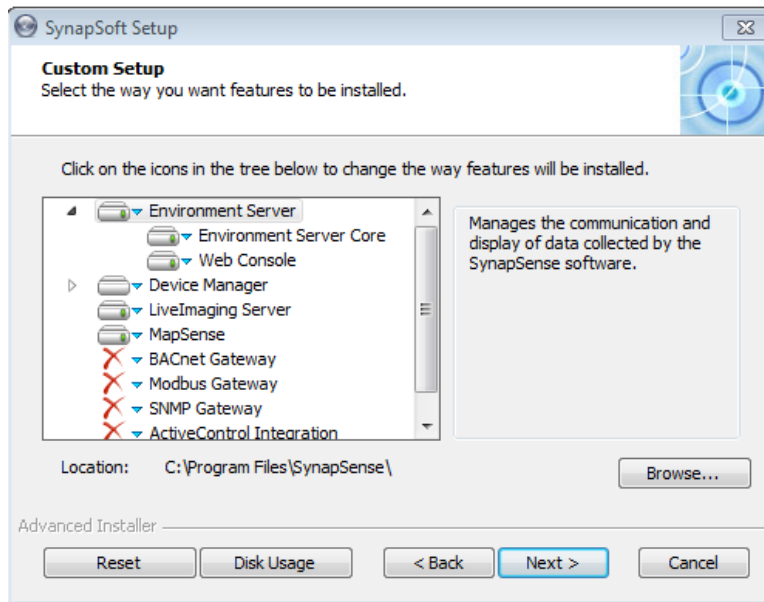 SynapSoft Setup
Custom Setup
Select the way you want features to be installed.
Click on the icons in the tree below to change the way features will be installed.
Environment Server
Environment Server Core
Web Console
Device Manager
LiveImaging Server
MapSense
BACnet Gateway
Modbus Gateway
SNMP Gateway
ActiveControl Integration
Manages the communication and
display of data collected by the
SynapSense software.
Location: C:\Program Files\SynapSense\
Browse...
Advanced Installer
Reset Disk Usage < Back Next > Cancel